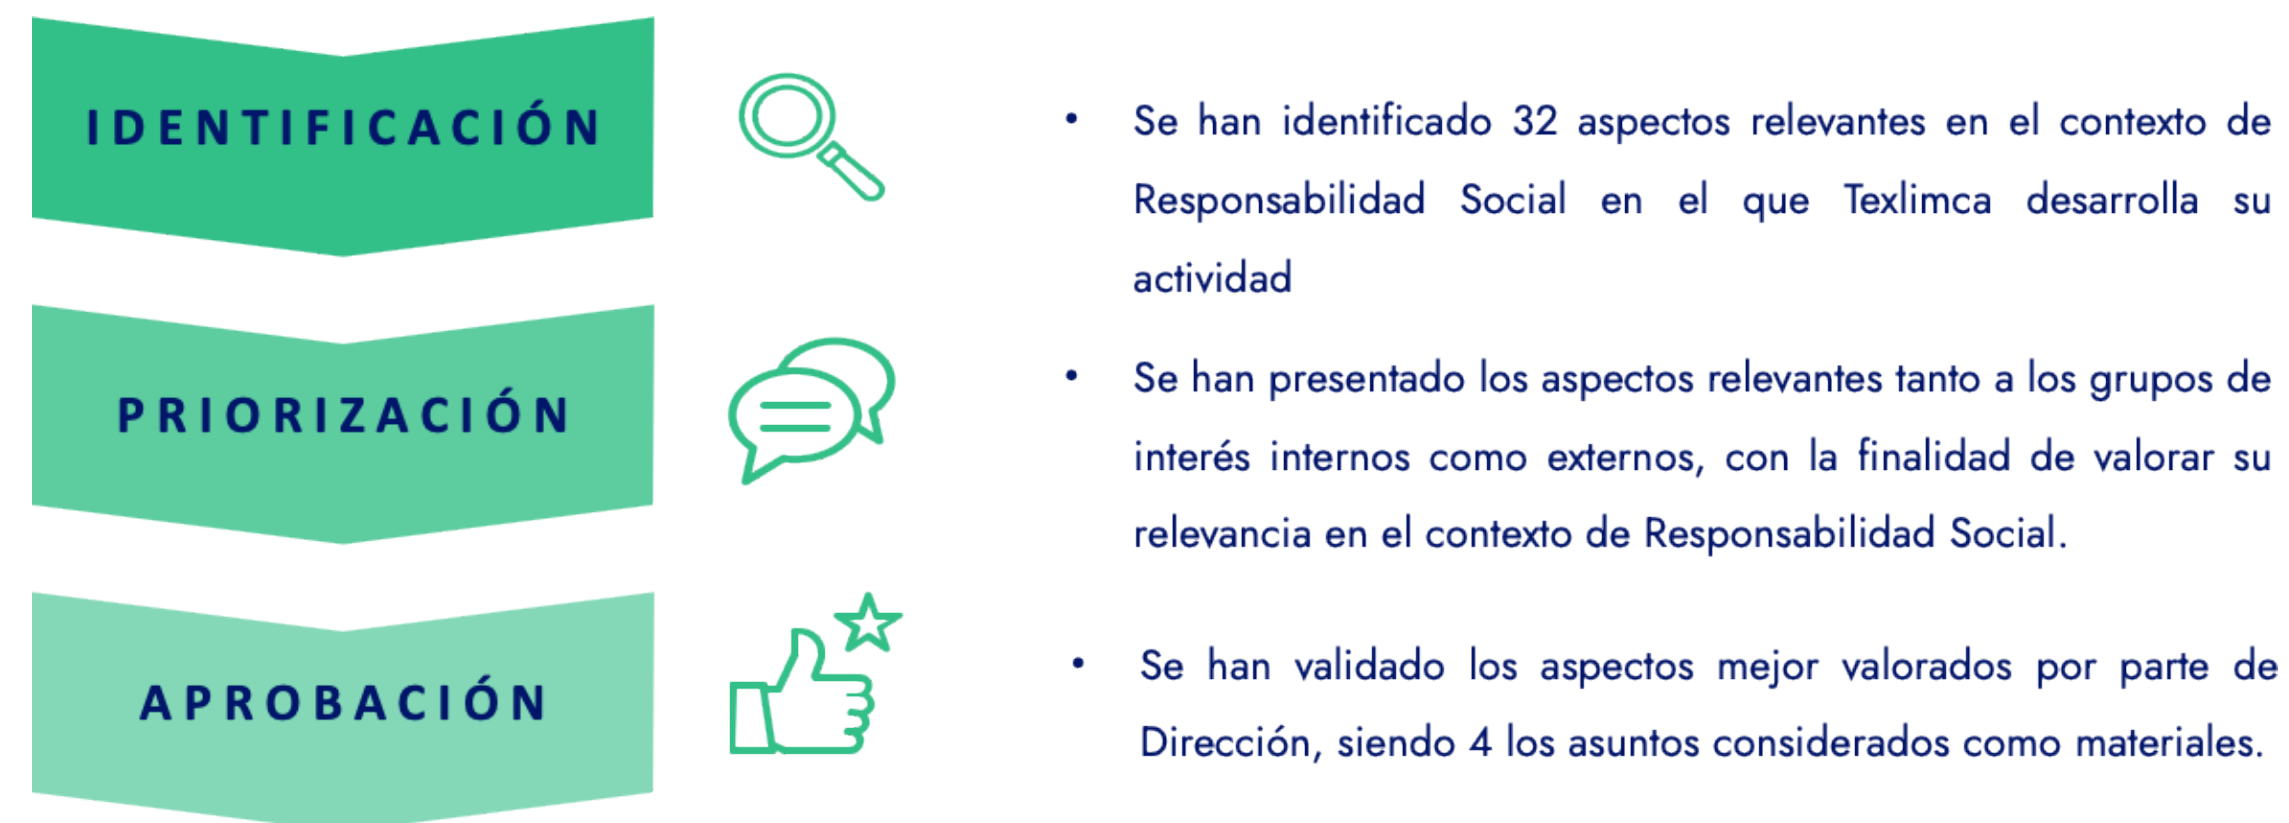 IDENTIFICACIÓN
• Se han identificado 32 aspectos relevantes en el contexto de
Responsabilidad Social en el que Texlimca desarrolla su
actividad
PRIORIZACIÓN
• Se han presentado los aspectos relevantes tanto a los grupos de
interés internos como externos, con la finalidad de valorar su
relevancia en el contexto de Responsabilidad Social.
APROBACIÓN
• Se han validado los aspectos mejor valorados por parte de
Dirección, siendo 4 los asuntos considerados como materiales.